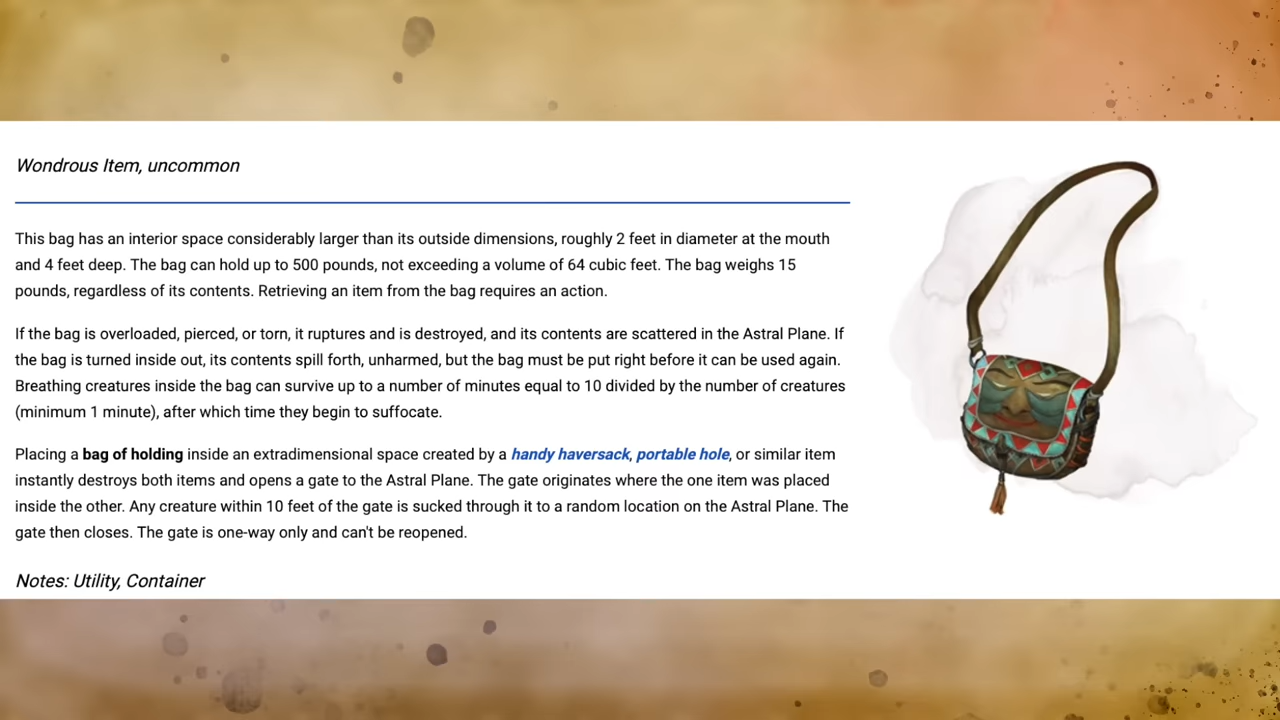 Wondrous Item, uncommon
This bag has an interior space considerably larger than its outside dimensions, roughly 2 feet in diameter at the mouth
and 4 feet deep. The bag can hold up to 500 pounds, not exceeding a volume of 64 cubic feet. The bag weighs 15
pounds, regardless of its contents. Retrieving an item from the bag requires an action.
If the bag is overloaded, pierced, or torn, it ruptures and is destroyed, and its contents are scattered in the Astral Plane. If
the bag is turned inside out, its contents spill forth, unharmed, but the bag must be put right before it can be used again.
Breathing creatures inside the bag can survive up to a number of minutes equal to 10 divided by the number of creatures
(minimum 1 minute), after which time they begin to suffocate.
Placing a bag of holding inside an extradimensional space created by a handy haversack, portable hole, or similar item
instantly destroys both items and opens a gate to the Astral Plane. The gate originates where the one item was placed
inside the other. Any creature within 10 feet of the gate is sucked through it to a random location on the Astral Plane. The
gate then closes. The gate is one-way only and can't be reopened.
Notes: Utility, Container